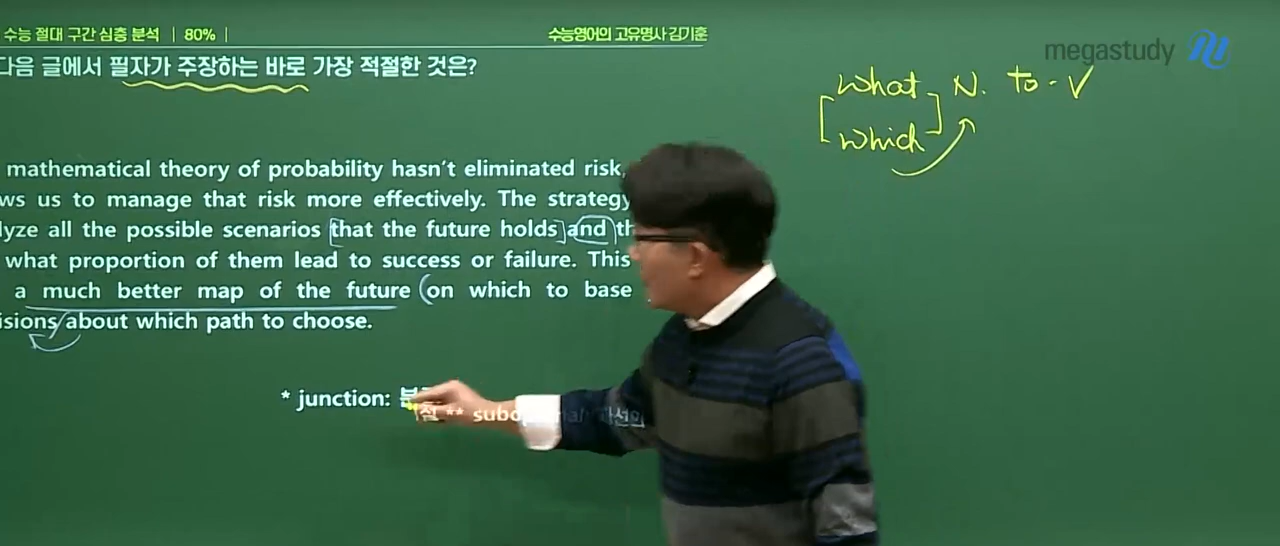 수능 절대 구간 심층 분석 | 80% |
수능영어의 고유명사 김기훈
megastudy
다음 글에서 필자가 주장하는 바로 가장 적절한 것은?
what
which
N. to-V
mathematical theory of probability hasn't eliminated risk,
ws us to manage that risk more effectively. The strategy
lyze all the possible scenarios [that the future holds] and th
what proportion of them lead to success or failure. This
a much better map of the future (on which to base
isions about which path to choose.
* junction:
** subo